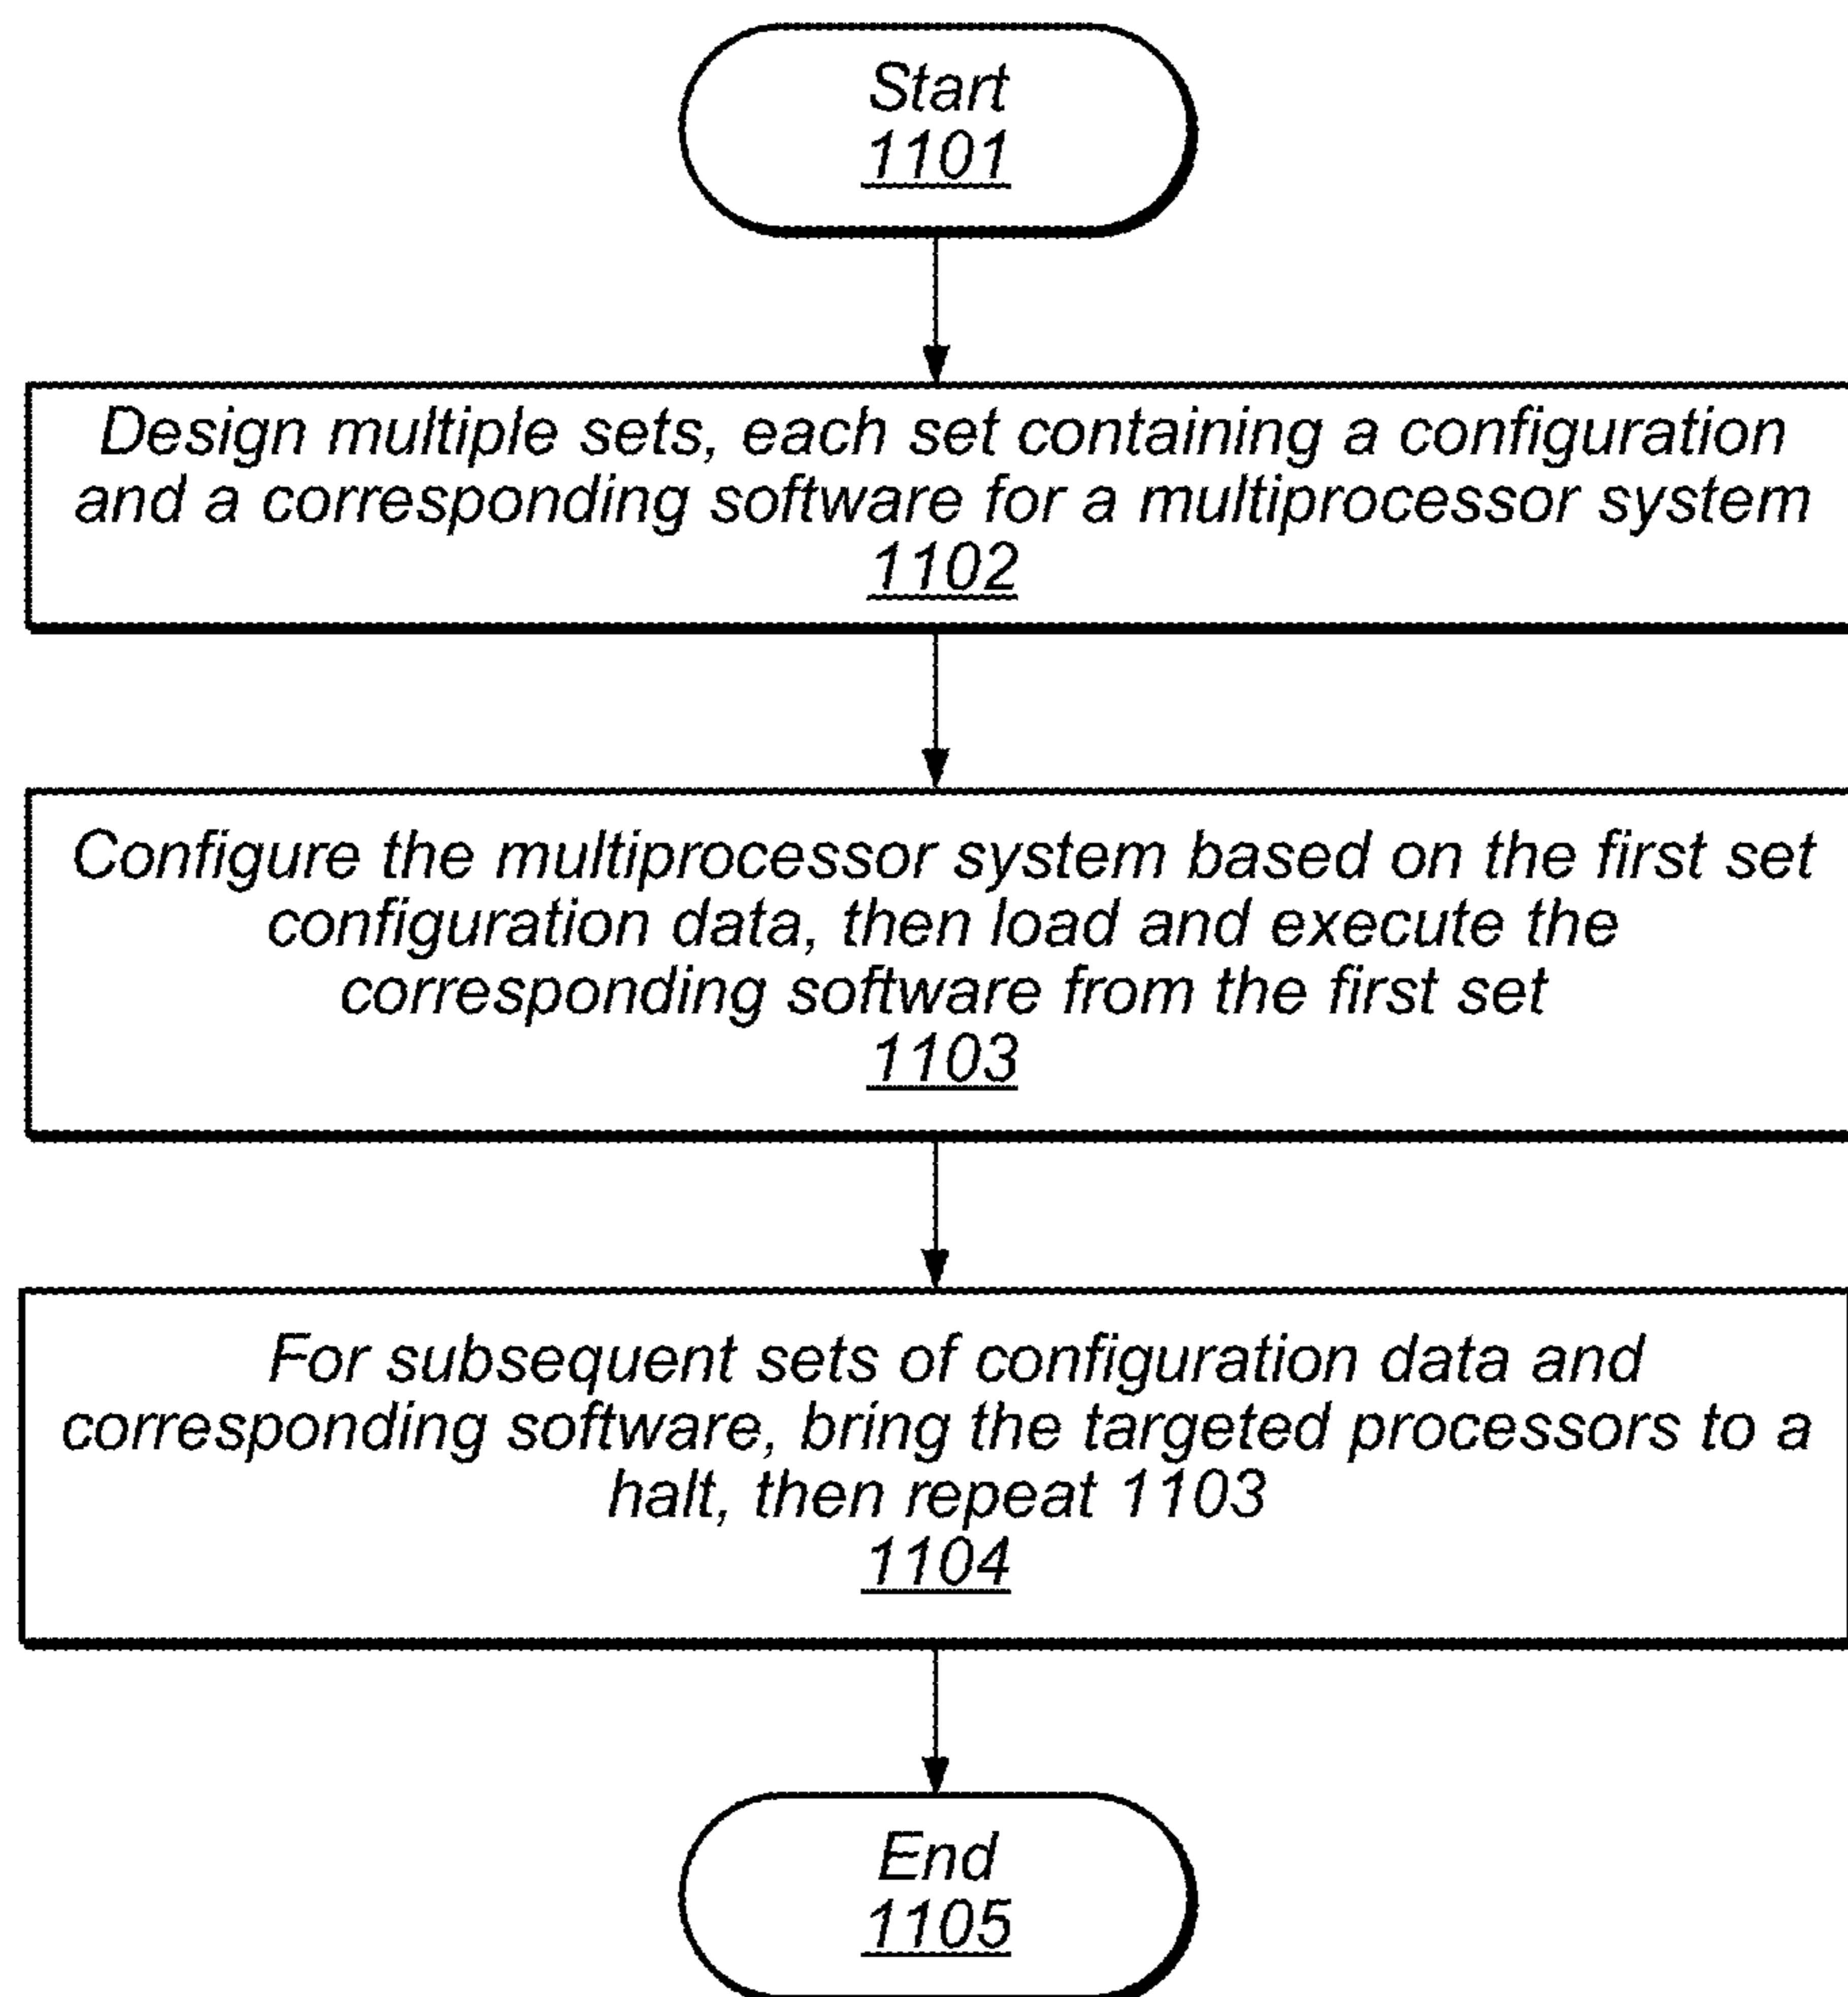 Start
1101
Design multiple sets, each set containing a configuration
and a corresponding software for a multiprocessor system
1102
Configure the multiprocessor system based on the first set
configuration data, then load and execute the
corresponding software from the first set
1103
For subsequent sets of configuration data and
corresponding software, bring the targeted processors to a
halt, then repeat 1103
1104
End
1105